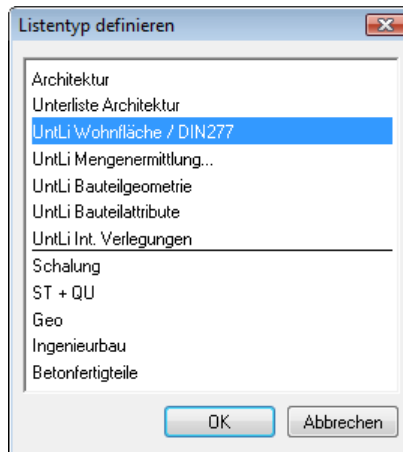 Listentyp definieren
Architektur
Unterliste Architektur
UntLi Wohnfläche / DIN277
UntLi Mengenermittlung...
UntLi Bauteilgeometrie
UntLi Bauteilattribute
UntLi Int. Verlegungen
Schalung
ST + QU
Geo
Ingenieurbau
Betonfertigteile
OK Abbrechen